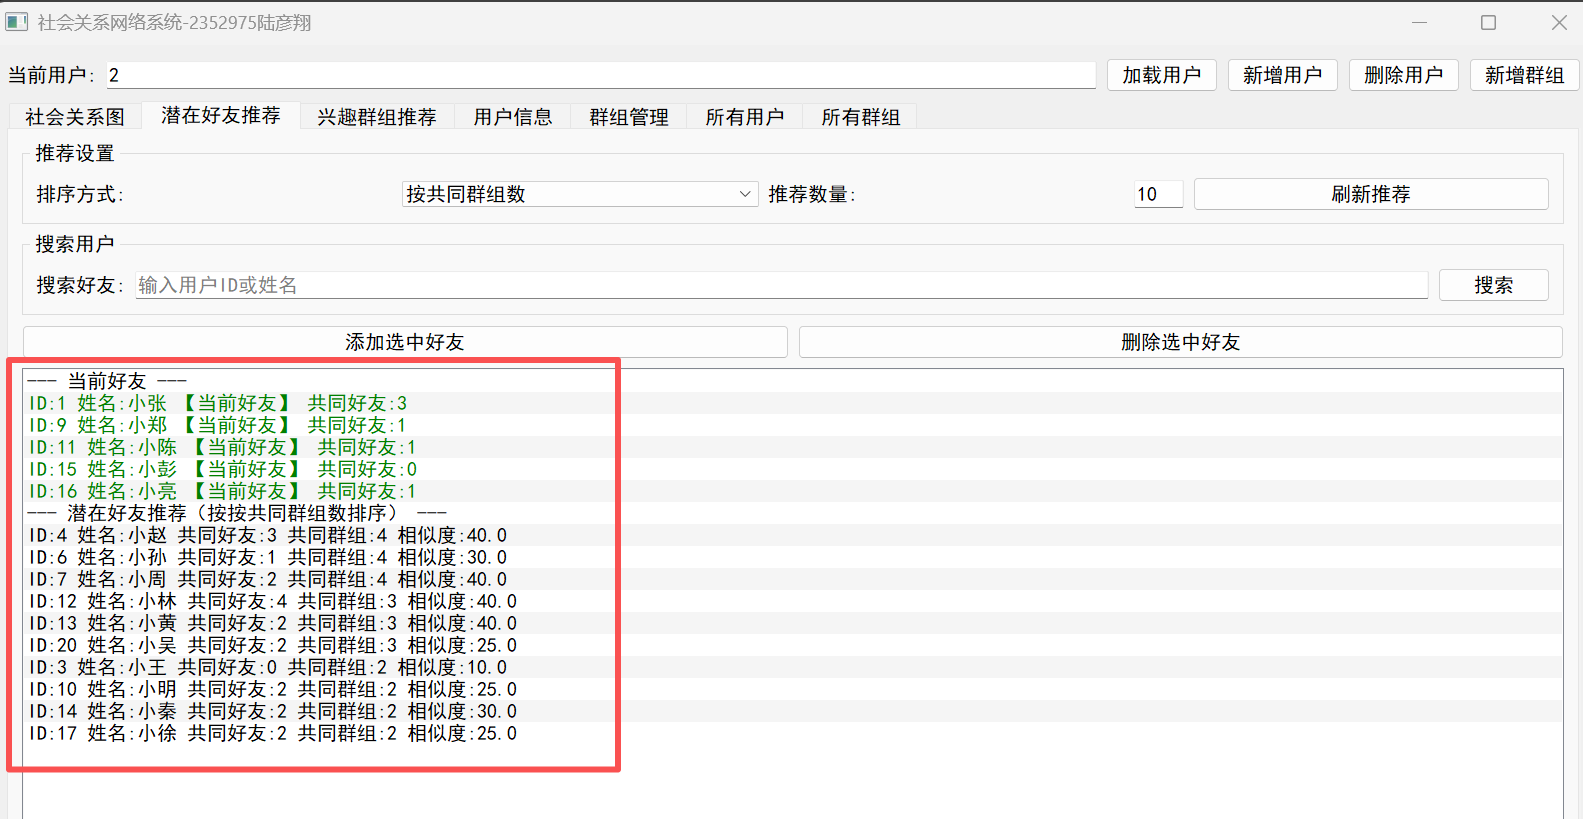 社会关系网络系统-2352975陆彦翔
当前用户: 2 加载用户 新增用户 删除用户 新增群组
社会关系图 潜在好友推荐 兴趣群组推荐 用户信息 群组管理 所有用户 所有群组
推荐设置
排序方式: 按共同群组数 推荐数量: 10 刷新推荐
搜索用户
搜索好友: 输入用户ID或姓名 搜索
添加选中好友 删除选中好友
--- 当前好友 ---
ID:1 姓名:小张 【当前好友】 共同好友:3
ID:9 姓名:小郑 【当前好友】 共同好友:1
ID:11 姓名:小陈 【当前好友】 共同好友:1
ID:15 姓名:小彭 【当前好友】 共同好友:0
ID:16 姓名:小亮 【当前好友】 共同好友:1
--- 潜在好友推荐（按按共同群组数排序） ---
ID:4 姓名:小赵 共同好友:3 共同群组:4 相似度:40.0
ID:6 姓名:小孙 共同好友:1 共同群组:4 相似度:30.0
ID:7 姓名:小周 共同好友:2 共同群组:4 相似度:40.0
ID:12 姓名:小林 共同好友:4 共同群组:3 相似度:40.0
ID:13 姓名:小黄 共同好友:2 共同群组:3 相似度:40.0
ID:20 姓名:小吴 共同好友:2 共同群组:3 相似度:25.0
ID:3 姓名:小王 共同好友:0 共同群组:2 相似度:10.0
ID:10 姓名:小明 共同好友:2 共同群组:2 相似度:25.0
ID:14 姓名:小秦 共同好友:2 共同群组:2 相似度:30.0
ID:17 姓名:小徐 共同好友:2 共同群组:2 相似度:25.0